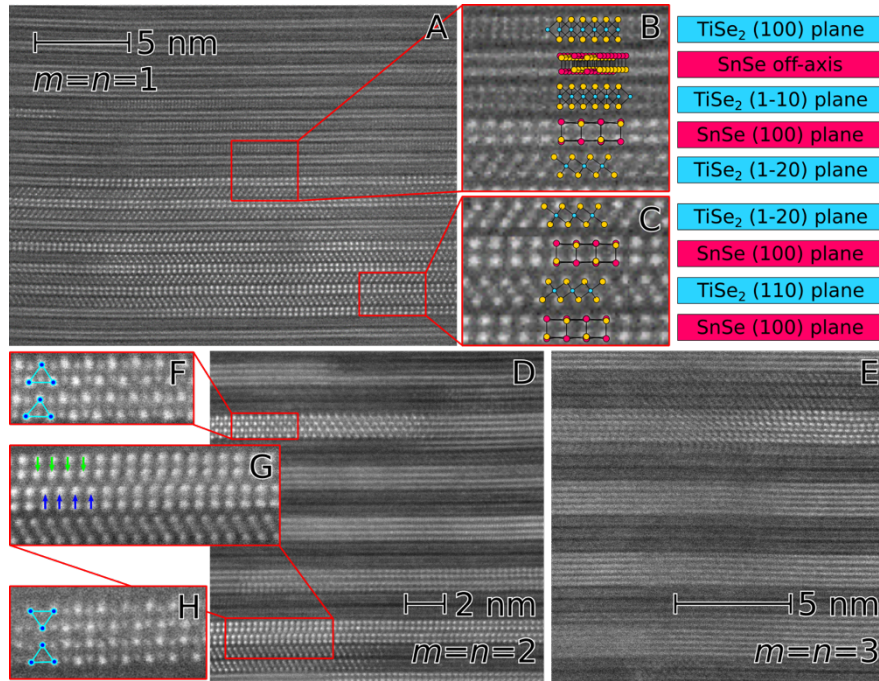 A
5 nm
m=n=1
B
TiSe₂ (100) plane
SnSe off-axis
TiSe₂ (1-10) plane
SnSe (100) plane
TiSe₂ (1-20) plane
C
TiSe₂ (1-20) plane
SnSe (100) plane
TiSe₂ (110) plane
SnSe (100) plane
F
D
E
G
H
2 nm
m=n=2
5 nm
m=n=3